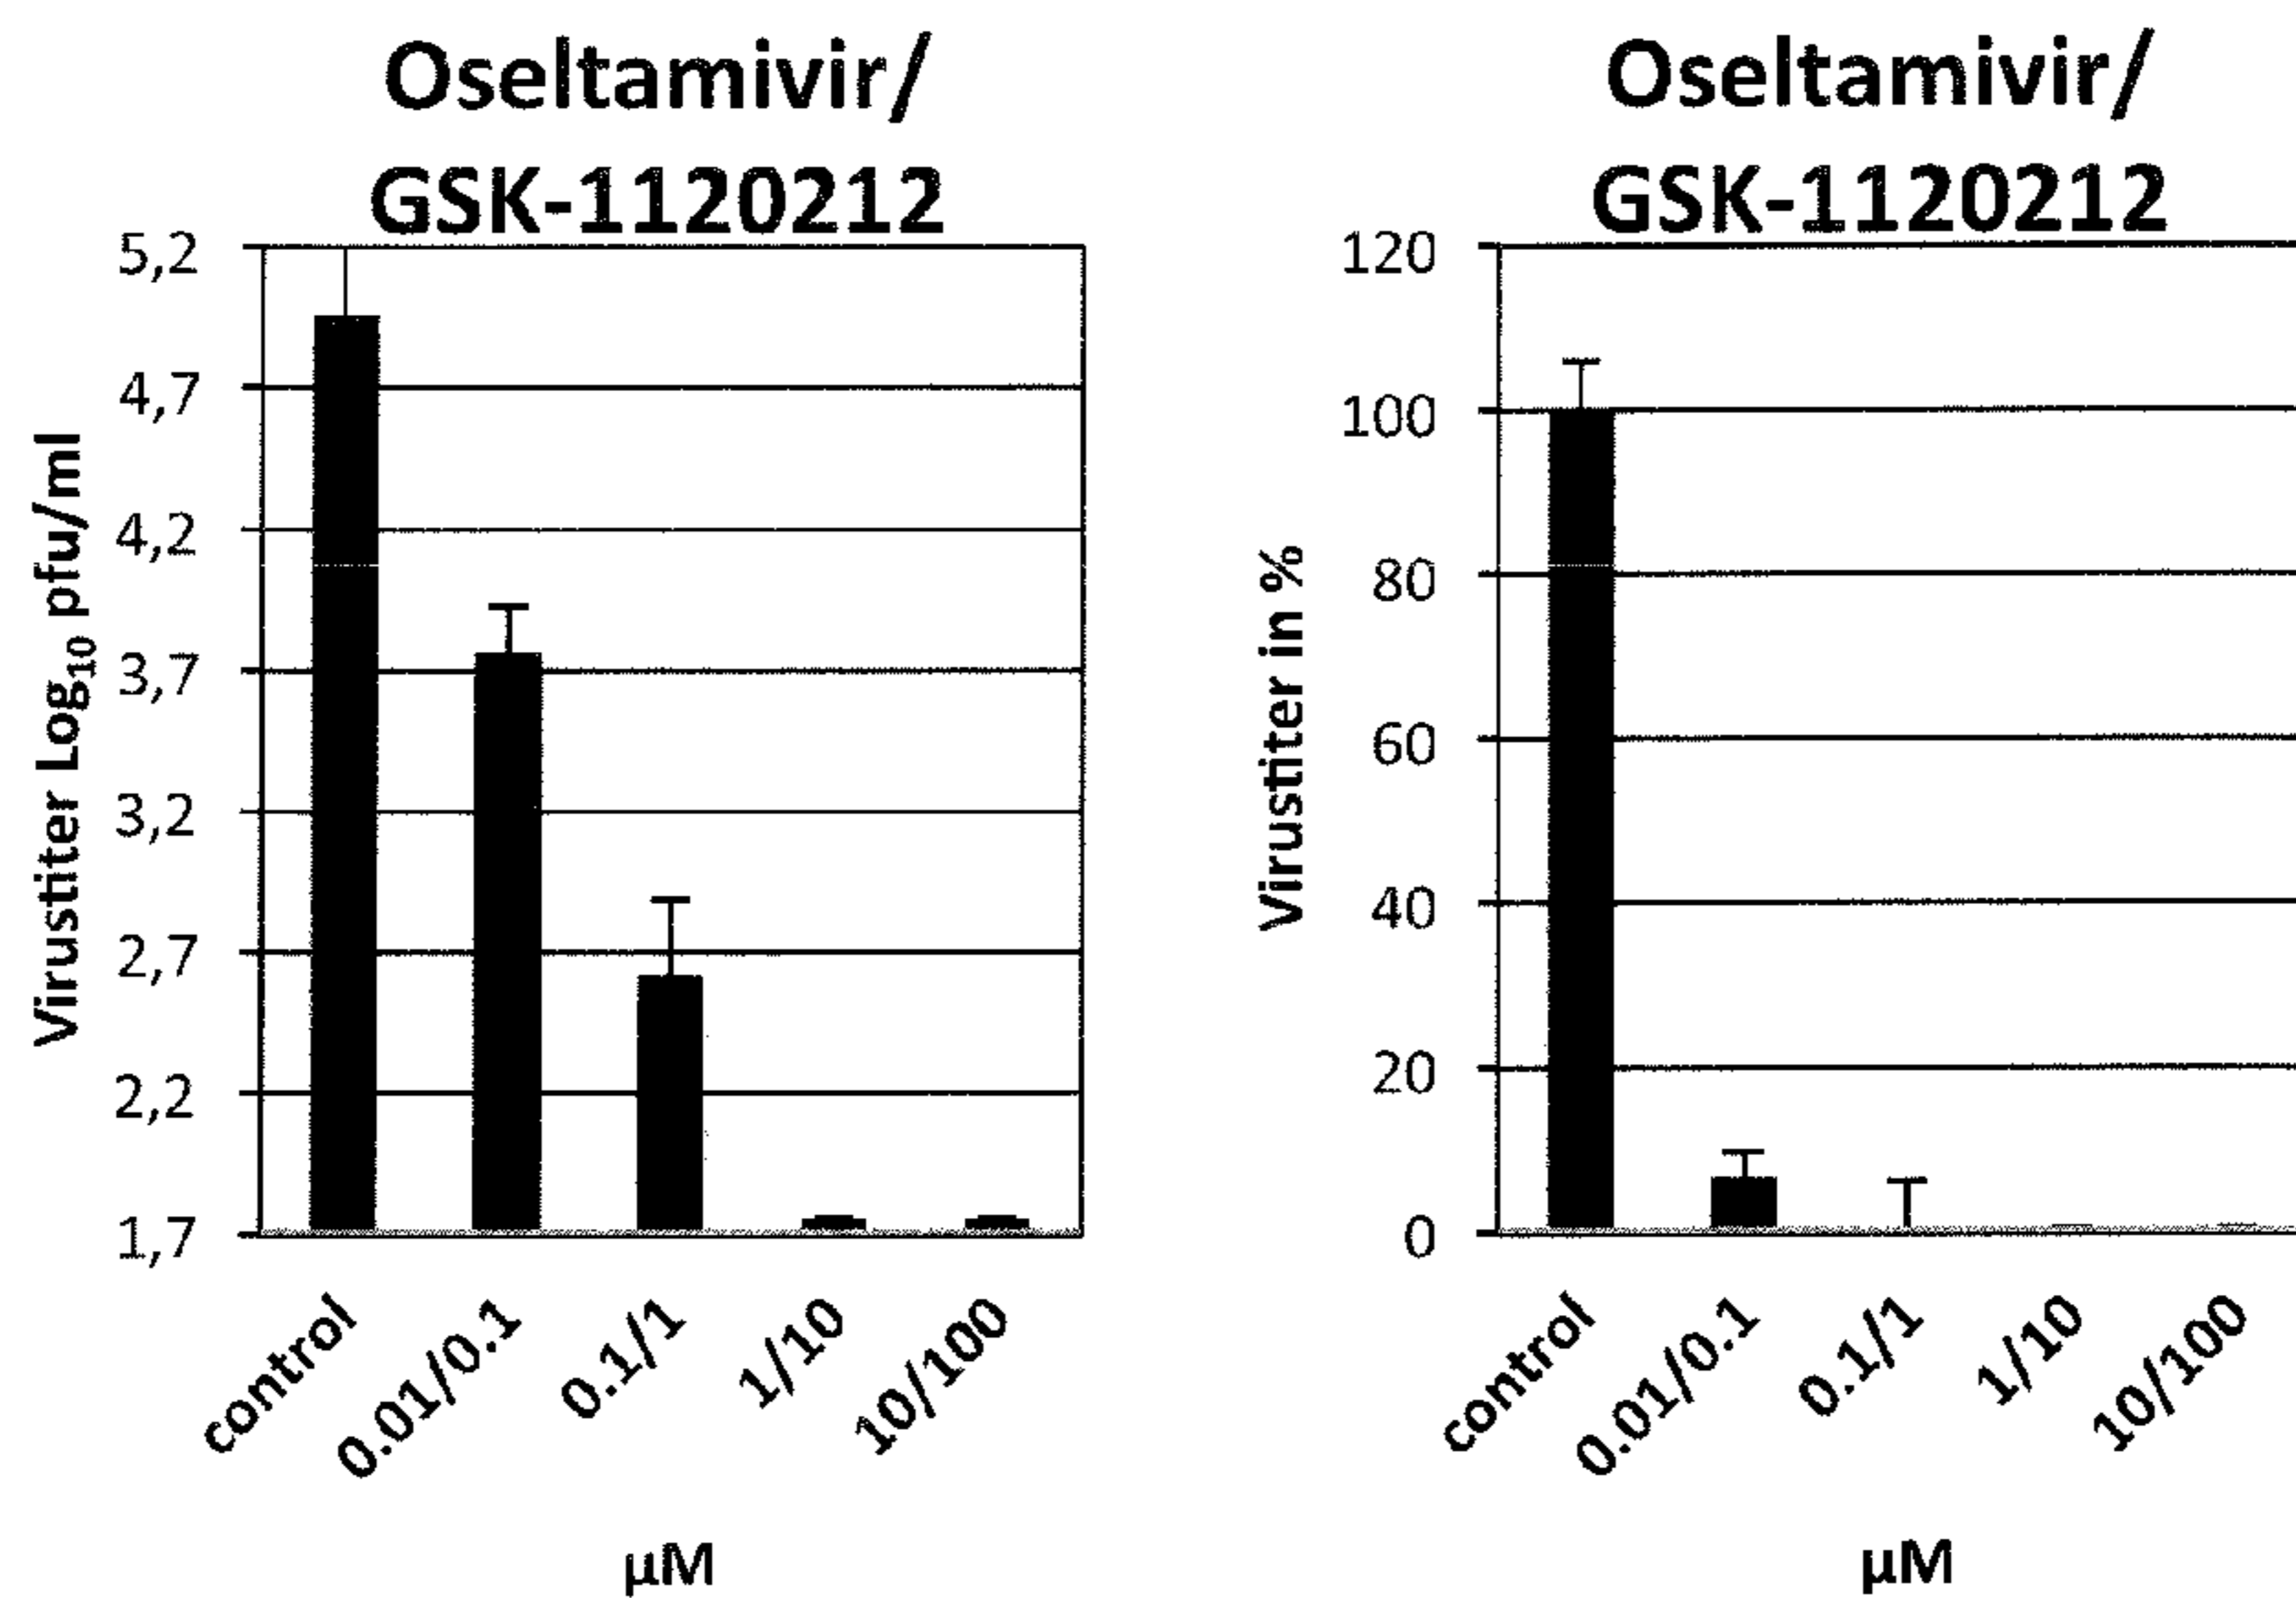 Oseltamivir/
GSK-1120212
Virustiter Log₁₀ pfu/ml
5,2
4,7
4,2
3,7
3,2
2,7
2,2
1,7
control
0.01/0.1
0.1/1
1/10
10/100
µM
Oseltamivir/
GSK-1120212
Virustiter in %
120
100
80
60
40
20
0
control
0.01/0.1
0.1/1
1/10
10/100
µM